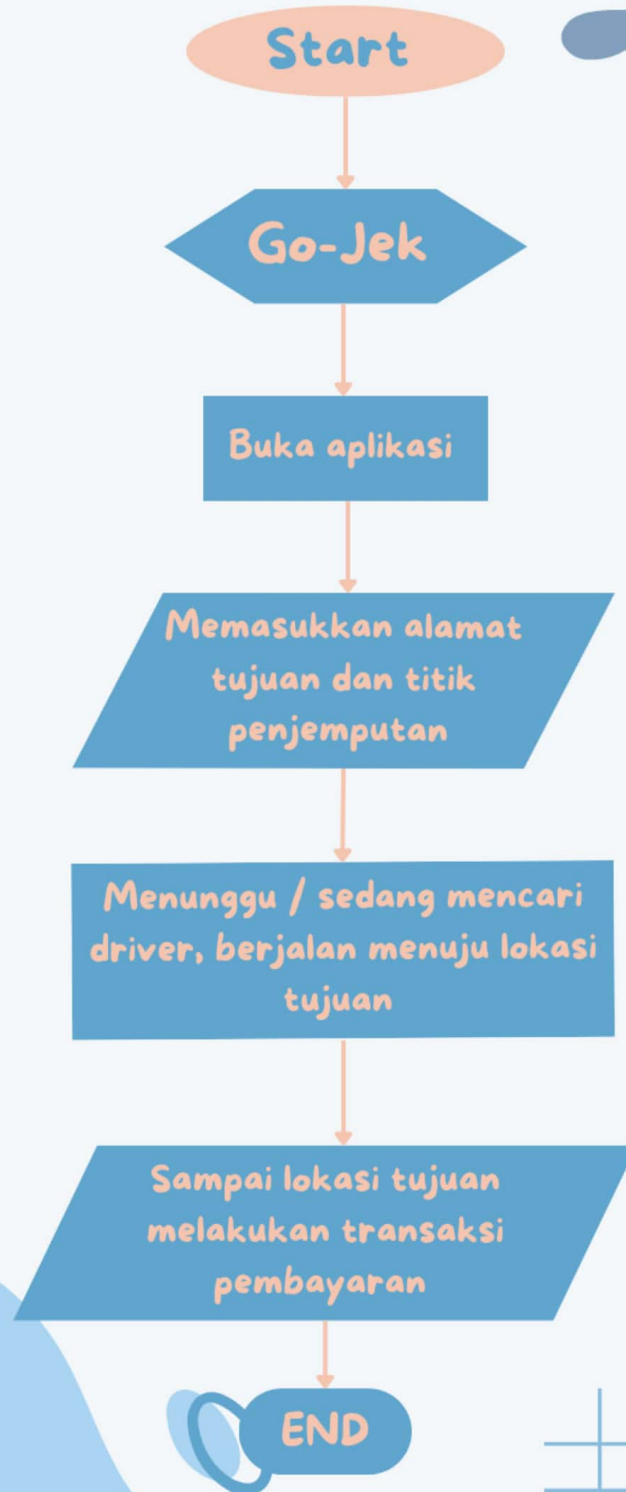 Start
Go-Jek
Buka aplikasi
Memasukkan alamat
tujuan dan titik
penjemputan
Menunggu / sedang mencari
driver, berjalan menuju lokasi
tujuan
Sampai lokasi tujuan
melakukan transaksi
pembayaran
END